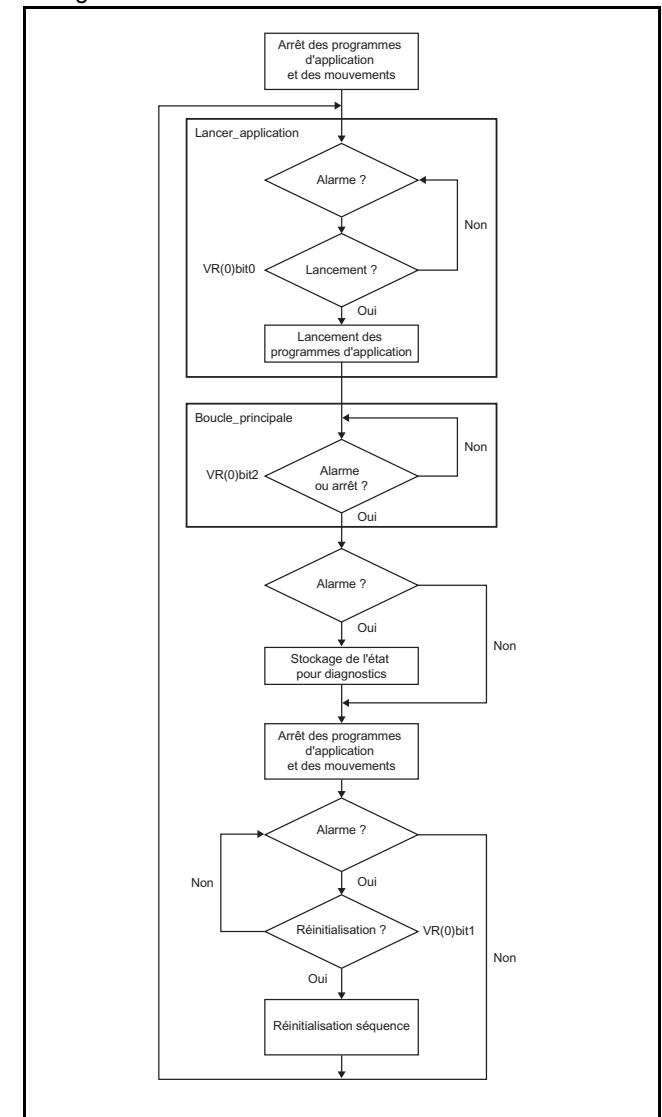 Arrêt des programmes
d'application
et des mouvements
Lancer_application
Alarme ?
Non
VR(0)bit0
Lancement ?
Oui
Lancement des
programmes d'application
Boucle_principale
Non
VR(0)bit2
Alarme
ou arrêt ?
Oui
Alarme ?
Oui
Non
Stockage de l'état
pour diagnostics
Arrêt des programmes
d'application
et des mouvements
Alarme ?
Non
Oui
Réinitialisation ?
VR(0)bit1
Non
Oui
Réinitialisation séquence